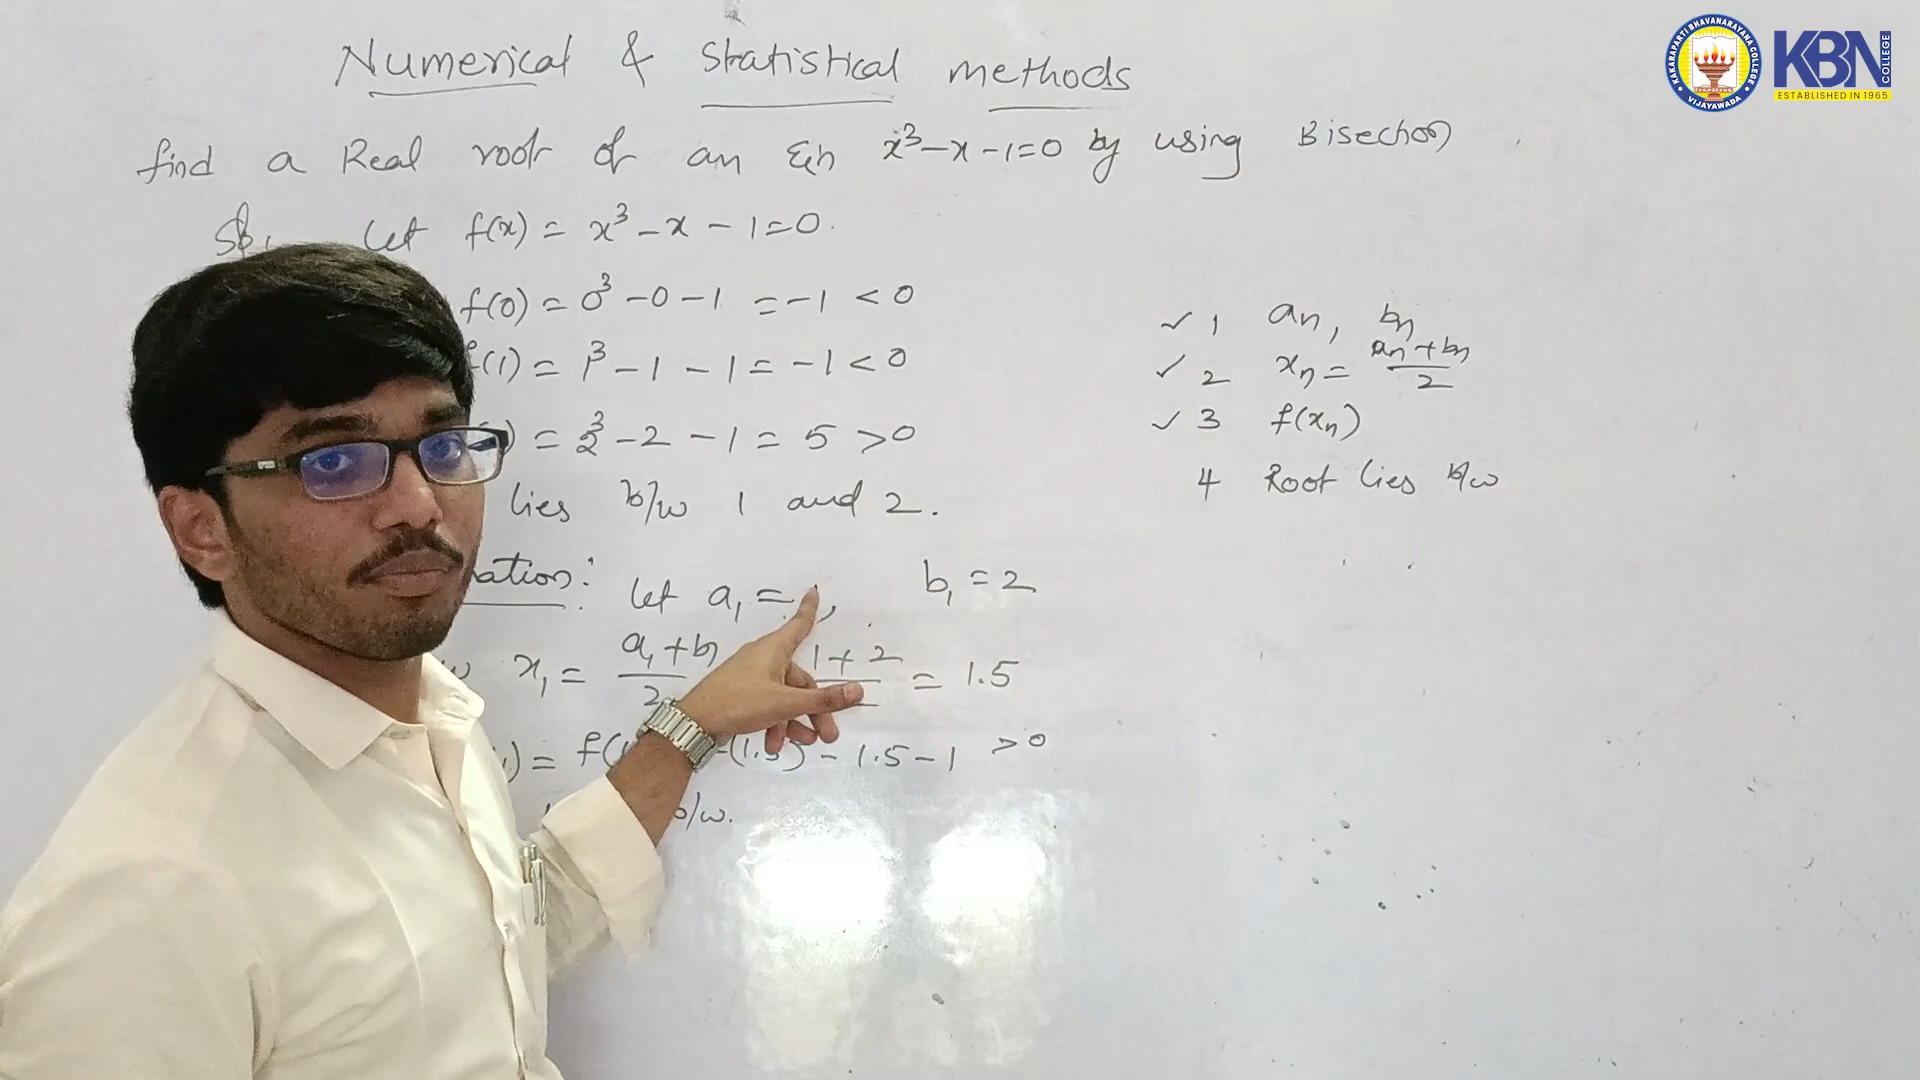 Numerical & Statistical methods
find a Real root of an Eqn x³-x-1=0 by using Bisection
Let f(x) = x³ - x - 1=0.
f(0) = 0³ - 0 - 1 = -1 < 0
(1) = 1³ - 1 - 1 = -1 < 0
) = 2³ - 2 - 1 = 5 > 0
lies b/w 1 and 2.
ation: let a₁ = , b₁ = 2
x₁ = a₁+b₁/2 1+2 = 1.5
) = f( (1.5) - 1.5 - 1 > 0
b/w.
✓ 1 aₙ, bₙ
✓ 2 xₙ = aₙ+bₙ/2
✓ 3 f(xₙ)
4 Root lies b/w
KAKARAPARTI BHAVANARAYANA COLLEGE
VIJAYAWADA
KBN COLLEGE
ESTABLISHED IN 1965